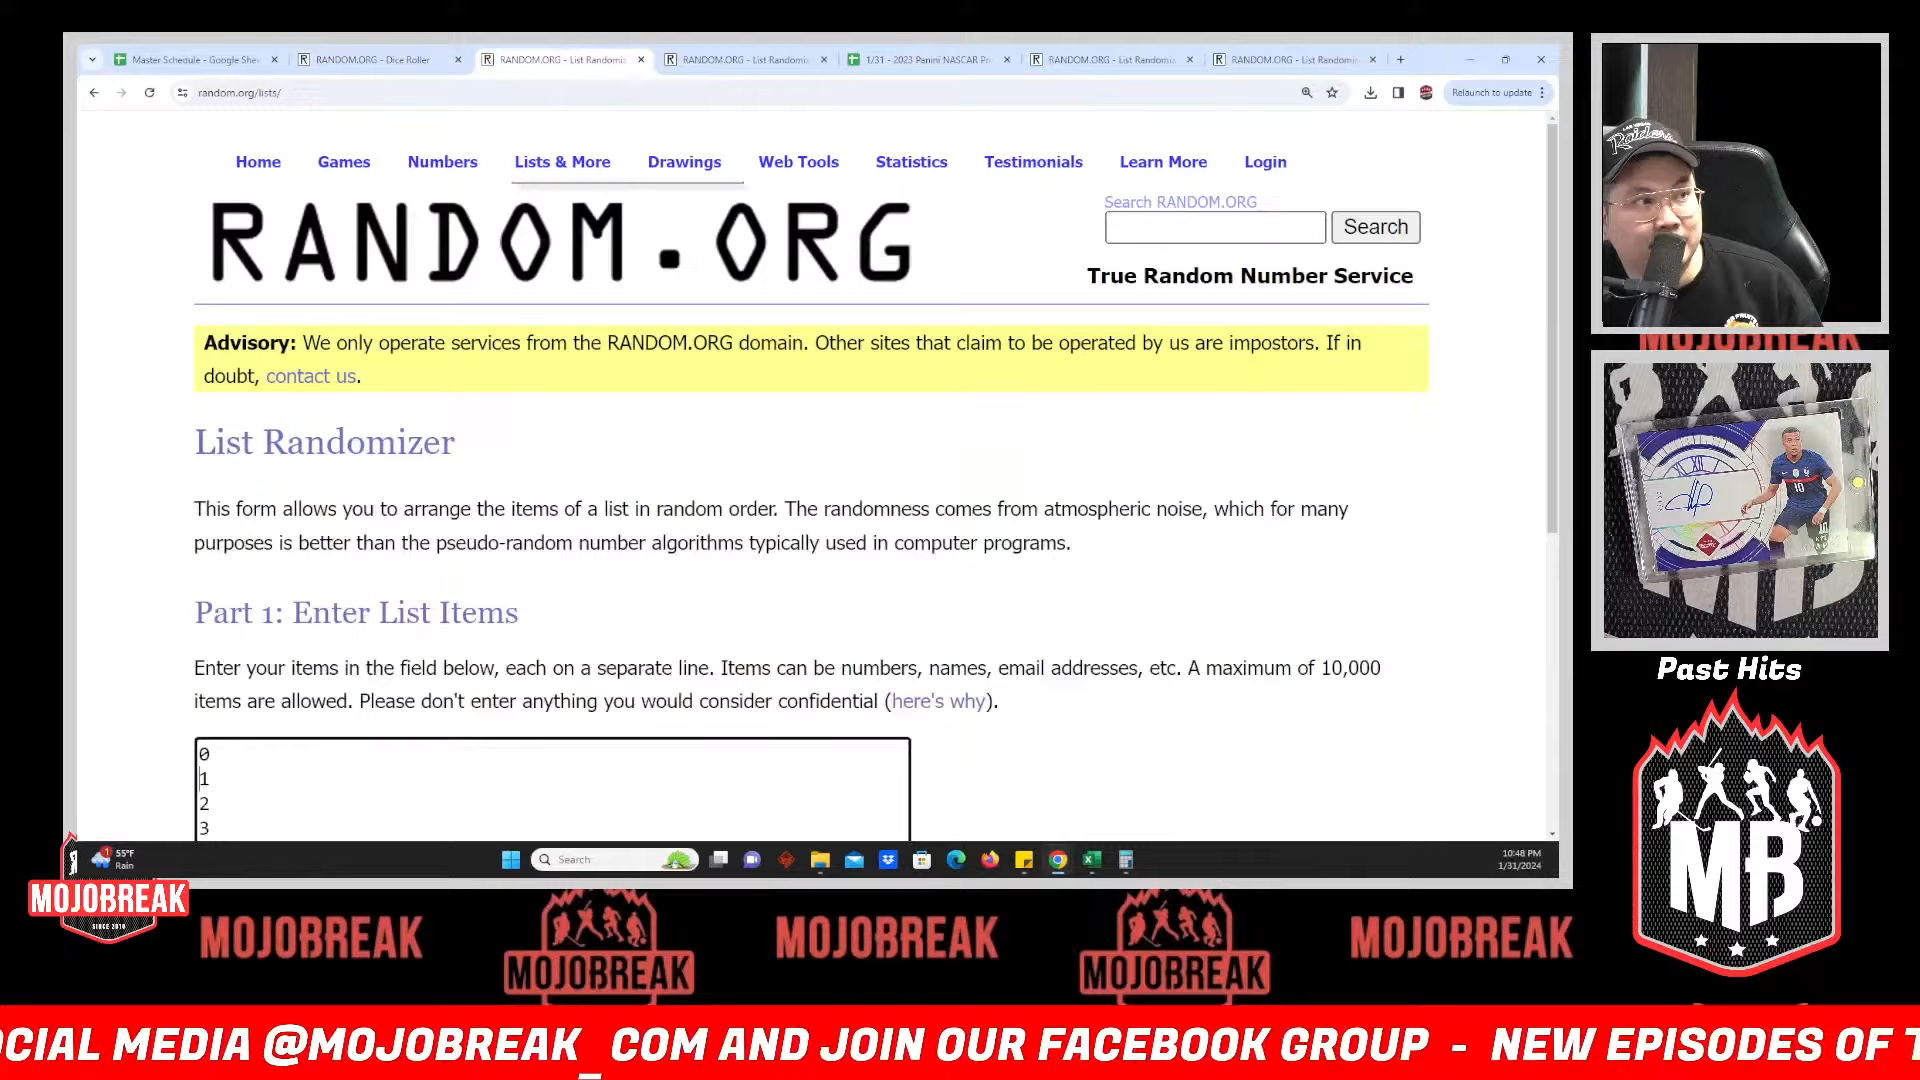 Master Schedule - Google She
RANDOM.ORG - Dice Roller
RANDOM.ORG - List Randomiz
RANDOM.ORG - List Randomiz
1/31 - 2023 Panini NASCAR Pr
RANDOM.ORG - List Randomiz
RANDOM.ORG - List Randomiz
random.org/lists/
Relaunch to update
Home
Games
Numbers
Lists & More
Drawings
Web Tools
Statistics
Testimonials
Learn More
Login
RANDOM.ORG
Search RANDOM.ORG
Search
True Random Number Service
Advisory: We only operate services from the RANDOM.ORG domain. Other sites that claim to be operated by us are impostors. If in
doubt, contact us.
List Randomizer
This form allows you to arrange the items of a list in random order. The randomness comes from atmospheric noise, which for many
purposes is better than the pseudo-random number algorithms typically used in computer programs.
Part 1: Enter List Items
Enter your items in the field below, each on a separate line. Items can be numbers, names, email addresses, etc. A maximum of 10,000
items are allowed. Please don't enter anything you would consider confidential (here's why).
0
1
2
3
1
55°F
Rain
Search
10:48 PM
1/31/2024
Raiders
10
Past Hits
MB
MOJOBREAK
SINCE 2010
MOJOBREAK
MOJOBREAK
MOJOBREAK
MOJOBREAK
MOJOBREAK
OCIAL MEDIA @MOJOBREAK_COM AND JOIN OUR FACEBOOK GROUP - NEW EPISODES OF T